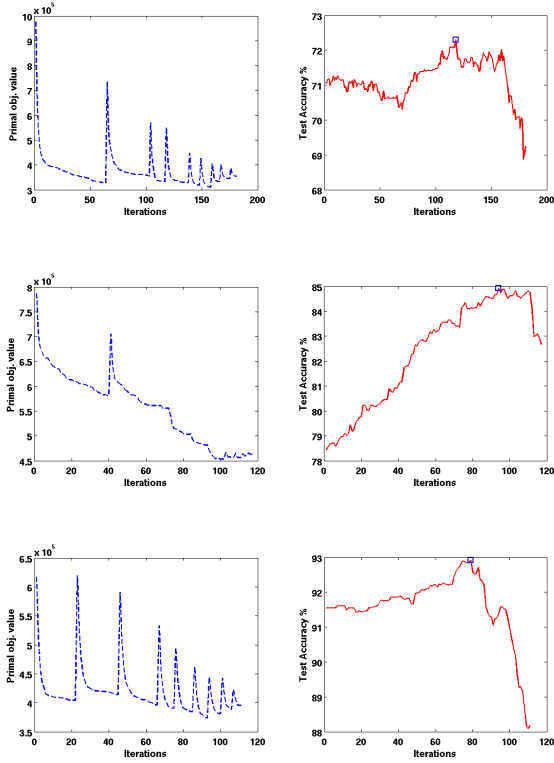 x 10^5
10
9
8
7
6
5
4
3
0 50 100 150 200
Iterations
Primal obj. value
73
72
71
70
69
68
0 50 100 150 200
Iterations
Test Accuracy %
x 10^5
8
7.5
7
6.5
6
5.5
5
4.5
0 20 40 60 80 100 120
Iterations
Primal obj. value
85
84
83
82
81
80
79
78
0 20 40 60 80 100 120
Iterations
Test Accuracy %
x 10^5
6.5
6
5.5
5
4.5
4
3.5
0 20 40 60 80 100 120
Iterations
Primal obj. value
93
92
91
90
89
88
0 20 40 60 80 100 120
Iterations
Test Accuracy %